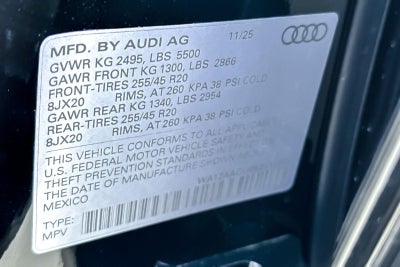 MFD. BY AUDI AG 11/25
GVWR KG 2495, LBS 5500
GAWR FRONT KG 1300, LBS 2866
FRONT-TIRES 255/45 R20
8JX20 RIMS, AT 260 KPA 38 PSI COLD
GAWR REAR KG 1340, LBS 2954
REAR-TIRES 255/45 R20
8JX20 RIMS, AT 260 KPA 38 PSI COLD
THIS VEHICLE CONFORMS TO ALL APPLICABLE
U.S. FEDERAL MOTOR VEHICLE SAFETY AND
THEFT PREVENTION STANDARDS IN EFFECT ON
THE DATE OF MANUFACTURE
MEXICO
TYPE:
MPV